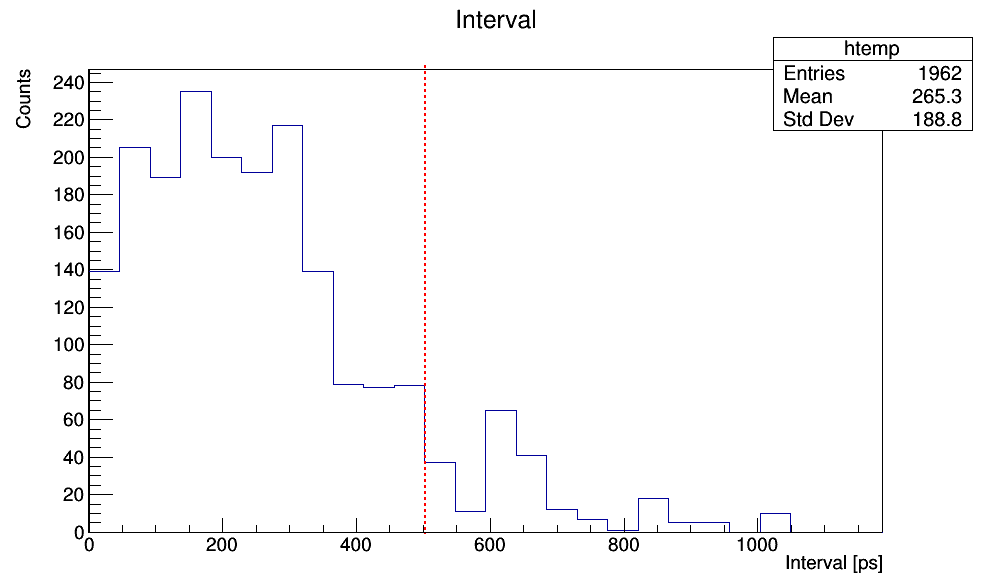 Interval
htemp
Entries 1962
Mean 265.3
Std Dev 188.8
Counts
240
220
200
180
160
140
120
100
80
60
40
20
0
0 200 400 600 800 1000
Interval [ps]